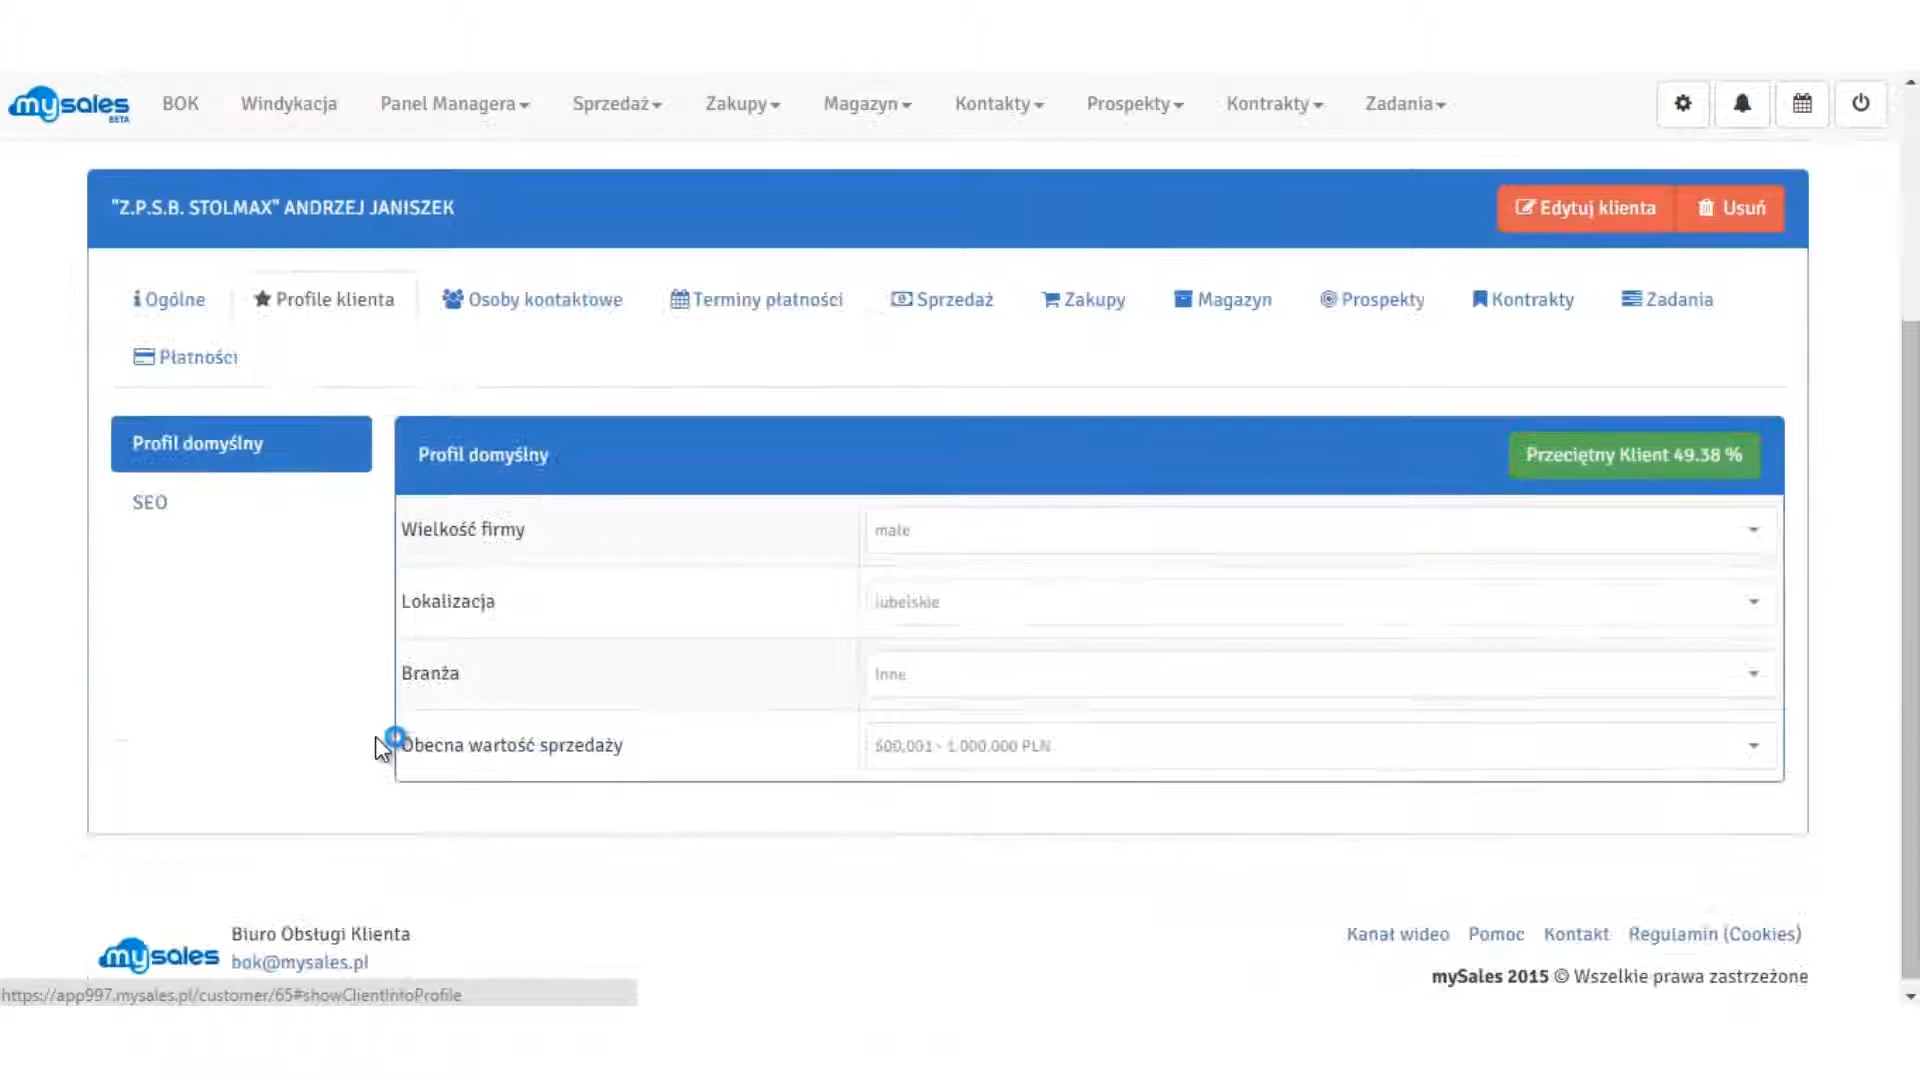 mysales BETA BOK Windykacja Panel Managera Sprzedaż Zakupy Magazyn Kontakty Prospekty Kontrakty Zadania
"Z.P.S.B. STOLMAX" ANDRZEJ JANISZEK Edytuj klienta Usuń
Ogólne Profile klienta Osoby kontaktowe Terminy płatności Sprzedaż Zakupy Magazyn Prospekty Kontrakty Zadania
Płatności
Profil domyślny
SEO
Profil domyślny Przeciętny Klient 49.38 %
Wielkość firmy małe
Lokalizacja lubelskie
Branża Inne
Obecna wartość sprzedaży 500,001 - 1.000.000 PLN
mysales Biuro Obsługi Klienta
bok@mysales.pl
Kanał wideo Pomoc Kontakt Regulamin (Cookies)
mySales 2015 © Wszelkie prawa zastrzeżone
https://app997.mysales.pl/customer/65#showClientInfoProfile